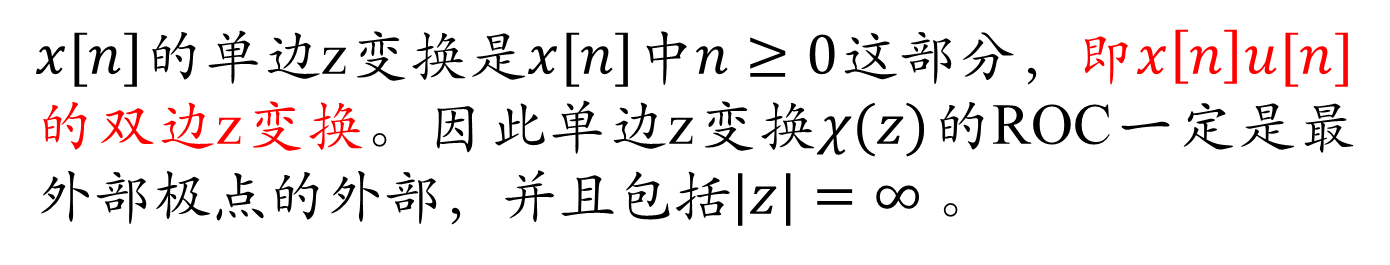 x[n]的单边z变换是x[n]中n ≥ 0这部分，即x[n]u[n]
的双边z变换。因此单边z变换χ(z)的ROC一定是最
外部极点的外部，并且包括|z| = ∞ 。